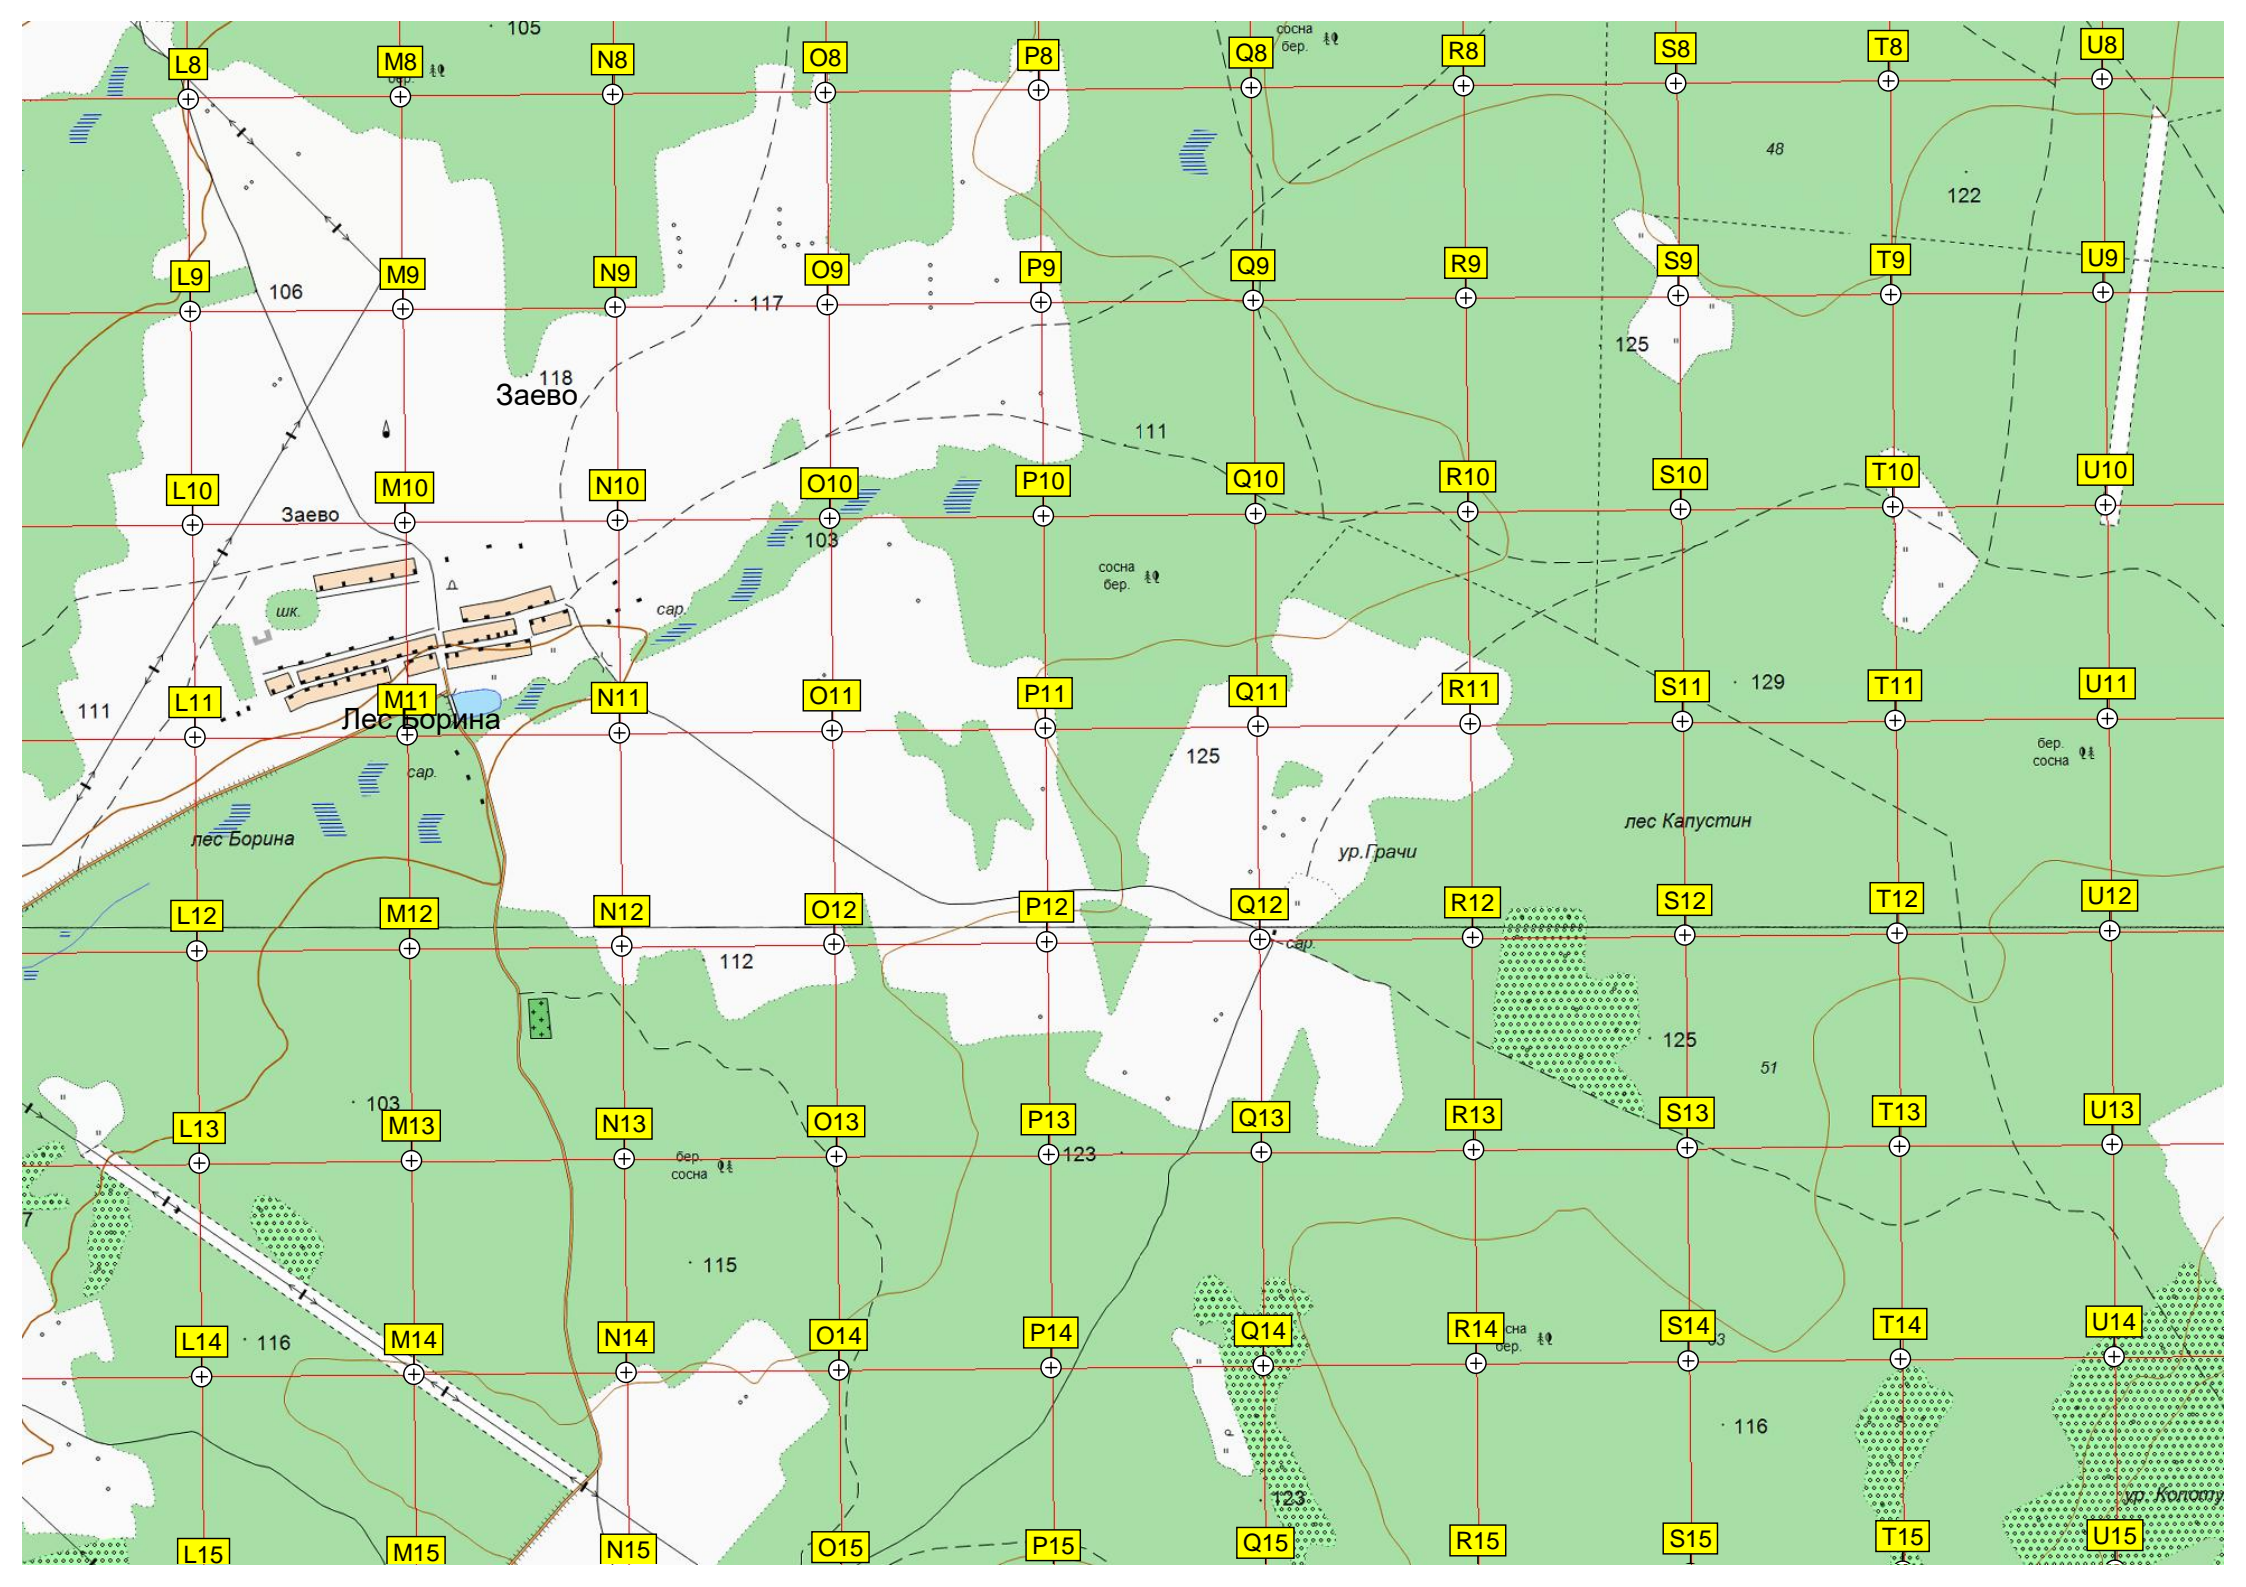 105
сосна
бер.
L8
M8
N8
O8
P8
Q8
R8
S8
T8
U8
бер.
48
122
L9
M9
N9
O9
P9
Q9
R9
S9
T9
U9
106
117
125
118
Заево
111
L10
M10
N10
O10
P10
Q10
R10
S10
T10
U10
Заево
103
сосна
бер.
шк.
сар.
L11
M11
N11
O11
P11
Q11
R11
S11
T11
U11
129
111
Лес Борина
125
бер.
сосна
сар.
лес Борина
лес Капустин
ур.Грачи
L12
M12
N12
O12
P12
Q12
R12
S12
T12
U12
сар.
112
125
51
103
L13
M13
N13
O13
P13
Q13
R13
S13
T13
U13
123
бер.
сосна
7
115
L14
M14
N14
O14
P14
Q14
R14
S14
T14
U14
116
сна
бер.
116
123
L15
M15
N15
O15
P15
Q15
R15
S15
T15
U15